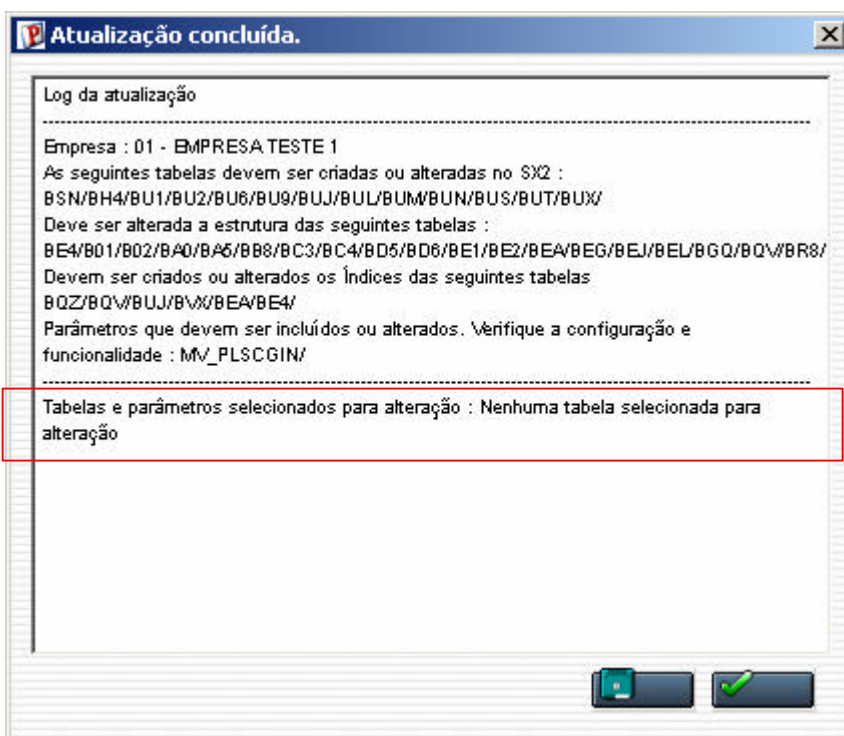 Atualização concluída.
Log da atualização
--------------------------------------------------------------------------------
Empresa : 01 - EMPRESA TESTE 1
As seguintes tabelas devem ser criadas ou alteradas no SX2 :
BSN/BH4/BU1/BU2/BU6/BU9/BUJ/BUL/BUM/BUN/BUS/BUT/BUX/
Deve ser alterada a estrutura das seguintes tabelas :
BE4/B01/B02/BA0/BA5/BB8/BC3/BC4/BD5/BD6/BE1/BE2/BEA/BEG/BEJ/BEL/BGQ/BQV/BR8/
Devem ser criados ou alterados os Índices das seguintes tabelas
BQZ/BQV/BUJ/BVX/BEA/BE4/
Parâmetros que devem ser incluídos ou alterados. Verifique a configuração e
funcionalidade : MV_PLSCGIN/
--------------------------------------------------------------------------------
Tabelas e parâmetros selecionados para alteração : Nenhuma tabela selecionada para
alteração